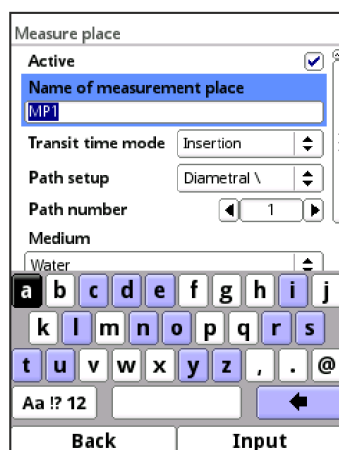 Measure place
Active
Name of measurement place
MP1
Transit time mode Insertion
Path setup Diametral \
Path number 1
Medium
Water
a b c d e f g h i j
k l m n o p q r s
t u v w x y z , . @
Aa !? 12
Back Input